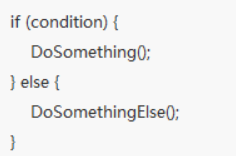 if (condition) {
    DoSomething();
} else {
    DoSomethingElse();
}